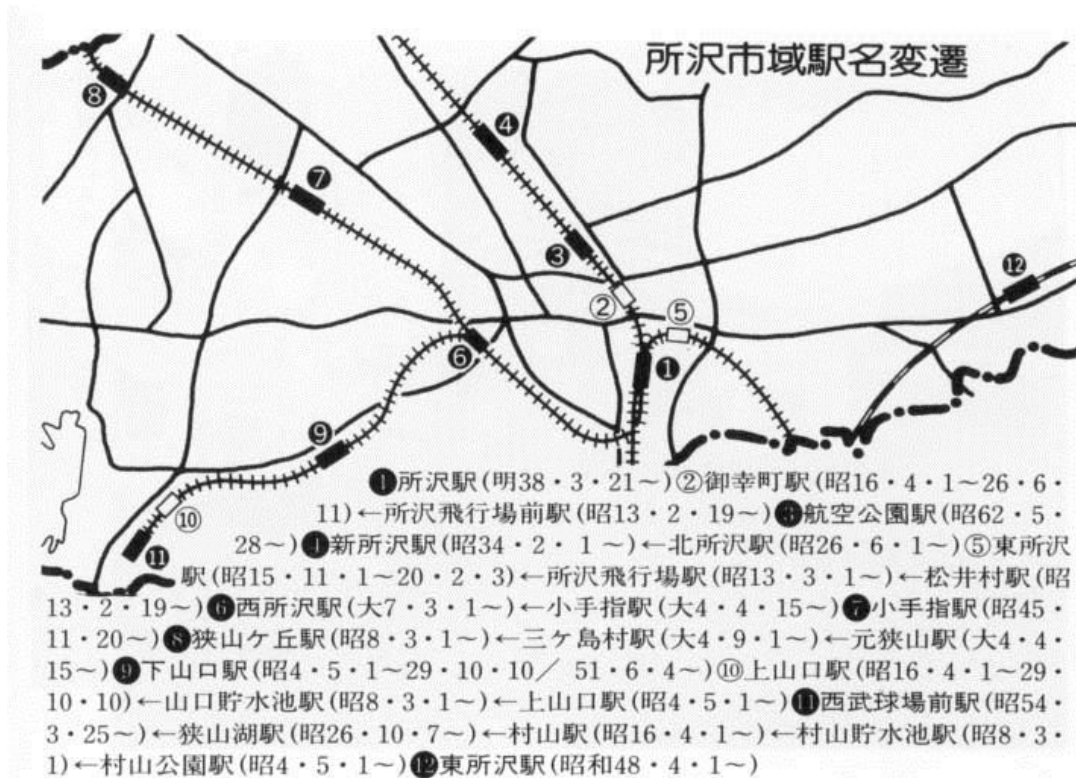 所沢市域駅名変遷
❽
❹
❼
❸
⓬
②
⑤
❻
❶
❾
⑩
⓫
❶所沢駅(明38・3・21～)②御幸町駅(昭16・4・1～26・6・
11)←所沢飛行場前駅(昭13・2・19～)❸航空公園駅(昭62・5・
28～)❹新所沢駅(昭34・2・1～)←北所沢駅(昭26・6・1～)⑤東所沢
駅(昭15・11・1～20・2・3)←所沢飛行場駅(昭13・3・1～)←松井村駅(昭
13・2・19～)❻西所沢駅(大7・3・1～)←小手指駅(大4・4・15～)❼小手指駅(昭45・
11・20～)❽狭山ケ丘駅(昭8・3・1～)←三ケ島村駅(大4・9・1～)←元狭山駅(大4・4・
15～)❾下山口駅(昭4・5・1～29・10・10／51・6・4～)⑩上山口駅(昭16・4・1～29・
10・10)←山口貯水池駅(昭8・3・1～)←上山口駅(昭4・5・1～)⓫西武球場前駅(昭54・
3・25～)←狭山湖駅(昭26・10・7～)←村山駅(昭16・4・1～)←村山貯水池駅(昭8・3・
1)←村山公園駅(昭4・5・1～)⓬東所沢駅(昭和48・4・1～)